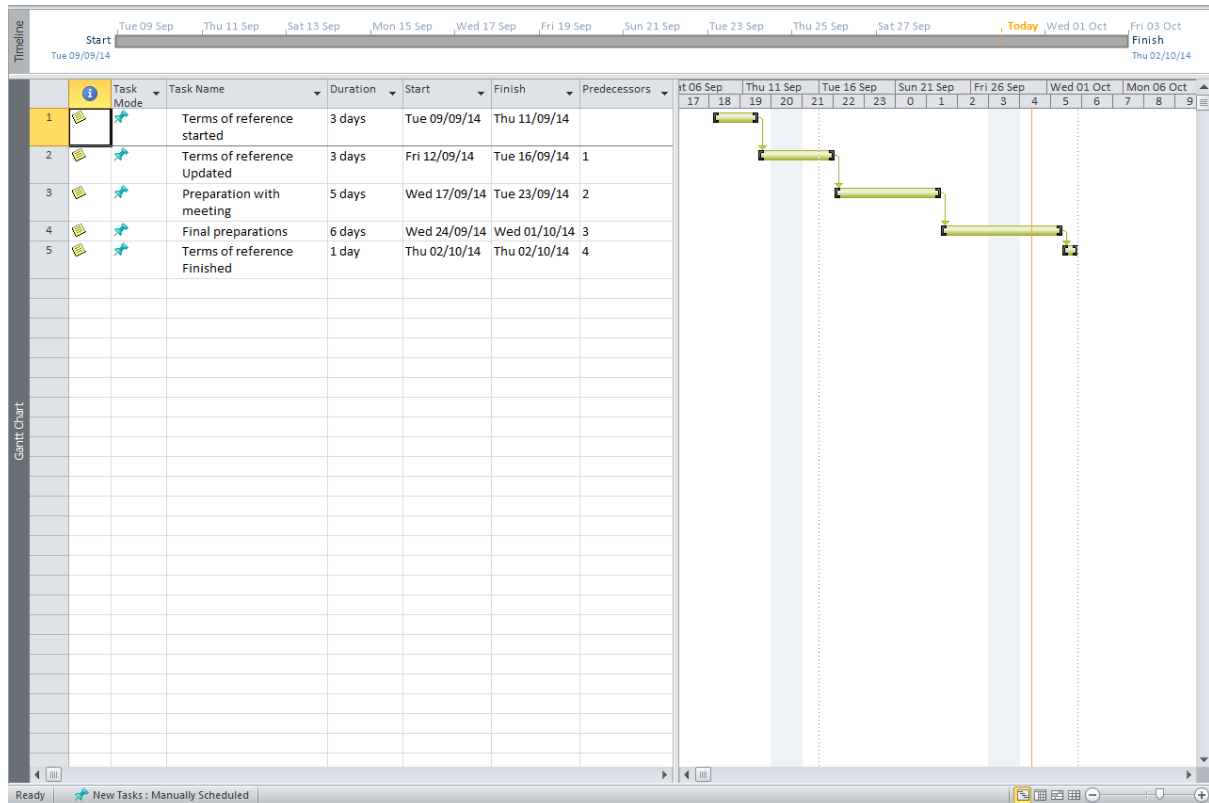 Timeline
Tue 09 Sep Thu 11 Sep Sat 13 Sep Mon 15 Sep Wed 17 Sep Fri 19 Sep Sun 21 Sep Tue 23 Sep Thu 25 Sep Sat 27 Sep Today Wed 01 Oct Fri 03 Oct
Start Finish
Tue 09/09/14 Thu 02/10/14
Gantt Chart
Task Mode Task Name Duration Start Finish Predecessors
t 06 Sep Thu 11 Sep Tue 16 Sep Sun 21 Sep Fri 26 Sep Wed 01 Oct Mon 06 Oct
17 18 19 20 21 22 23 0 1 2 3 4 5 6 7 8 9
1 Terms of reference started 3 days Tue 09/09/14 Thu 11/09/14
2 Terms of reference Updated 3 days Fri 12/09/14 Tue 16/09/14 1
3 Preparation with meeting 5 days Wed 17/09/14 Tue 23/09/14 2
4 Final preparations 6 days Wed 24/09/14 Wed 01/10/14 3
5 Terms of reference Finished 1 day Thu 02/10/14 Thu 02/10/14 4
Ready New Tasks : Manually Scheduled